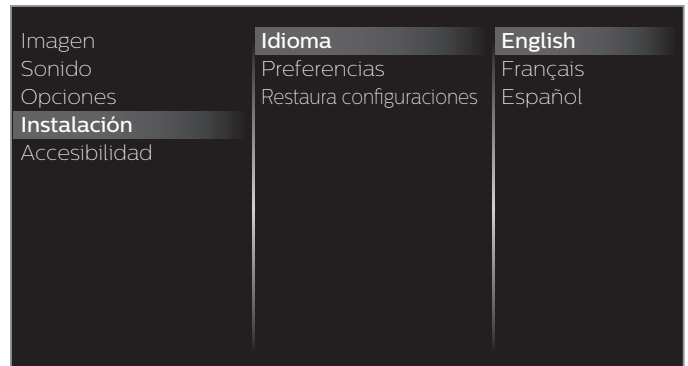 Imagen
Sonido
Opciones
Instalación
Accesibilidad
Idioma
Preferencias
Restaura configuraciones
English
Français
Español